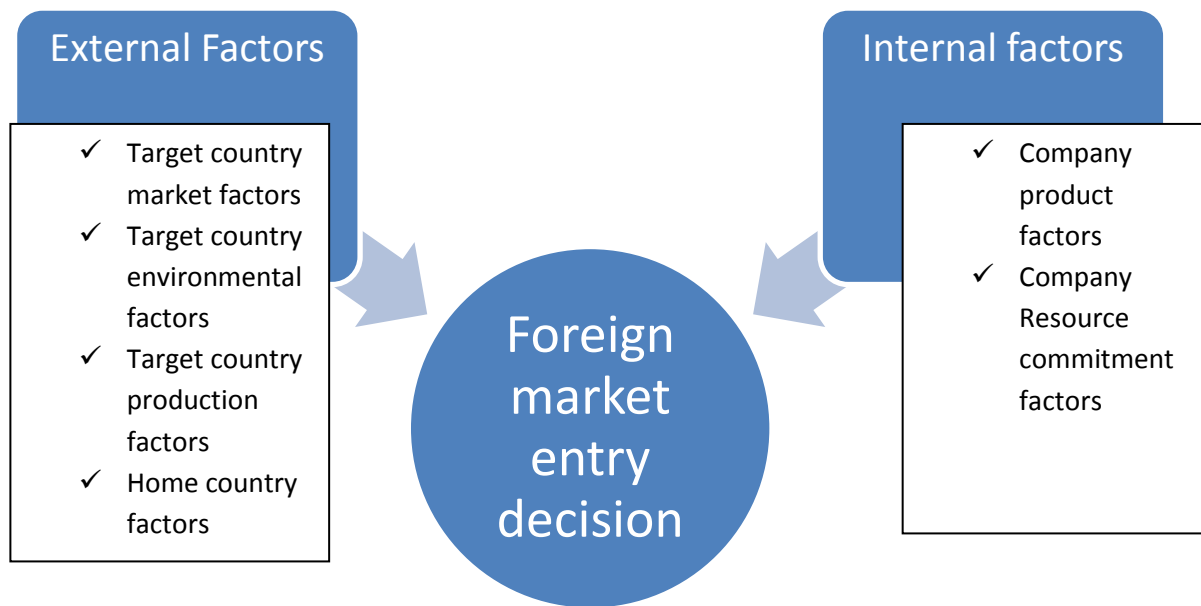 External Factors
✓ Target country
market factors
✓ Target country
environmental
factors
✓ Target country
production
factors
✓ Home country
factors
Internal factors
✓ Company
product
factors
✓ Company
Resource
commitment
factors
Foreign
market
entry
decision